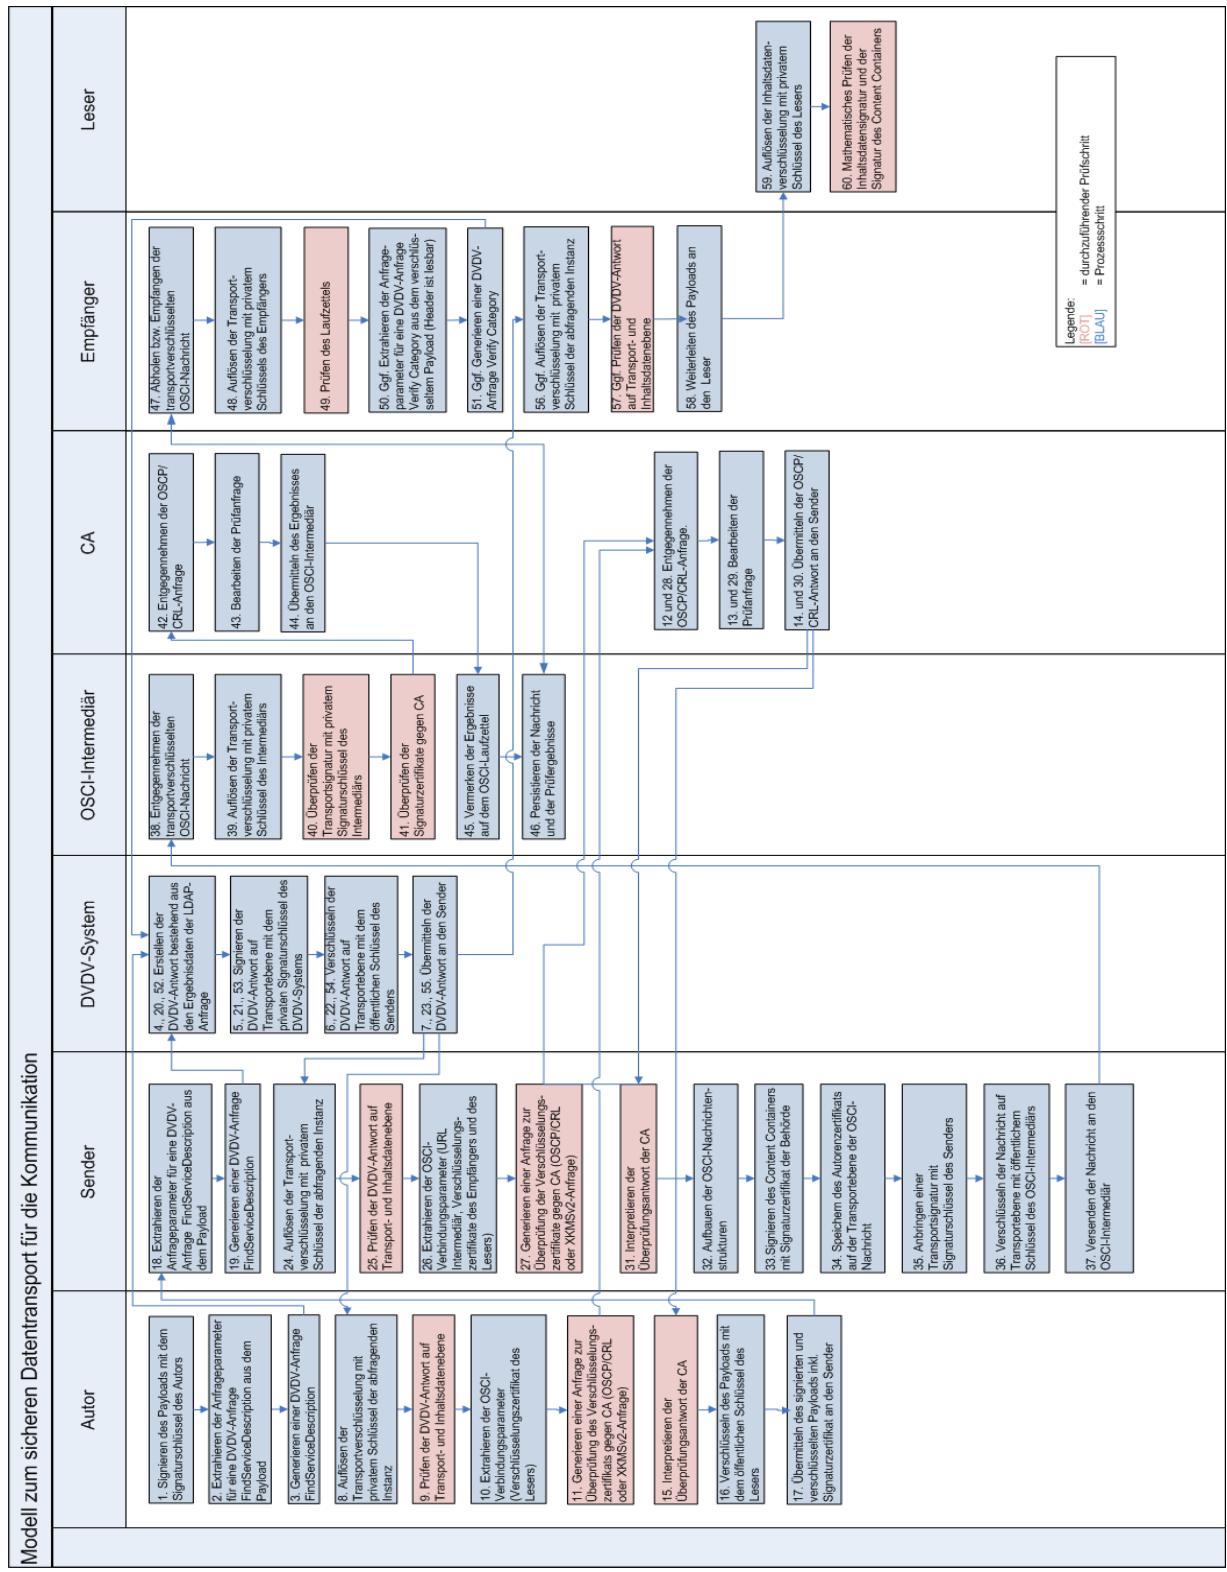 Modell zum sicheren Datentransport für die Kommunikation
Autor
1. Signieren des Payloads mit dem
Signaturschlüssel des Autors
2. Extrahieren der Anfrageparameter
für eine DVDV-Anfrage
FindServiceDescription aus dem
Payload
3. Generieren einer DVDV-Anfrage
FindServiceDescription
8. Auflösen der
Transportverschlüsselung mit
privatem Schlüssel der abfragenden
Instanz
9. Prüfen der DVDV-Antwort auf
Transport- und Inhaltsdatenebene
10. Extrahieren der OSCI-
Verbindungsparameter
(Verschlüsselungszertifikat des
Lesers)
11. Generieren einer Anfrage zur
Überprüfung des Verschlüsselungs-
zertifikats gegen CA (OSCP/CRL
oder XKMSv2-Anfrage)
15. Interpretieren der
Überprüfungsantwort der CA
16. Verschlüsseln des Payloads mit
dem öffentlichen Schlüssel des
Lesers
17. Übermitteln des signierten und
verschlüsselten Payloads inkl.
Signaturzertifikat an den Sender
Sender
18. Extrahieren der
Anfrageparameter für eine DVDV-
Anfrage FindServiceDescription aus
dem Payload
19. Generieren einer DVDV-Anfrage
FindServiceDescription
24. Auflösen der Transport-
verschlüsselung mit privatem
Schlüssel der abfragenden Instanz
25. Prüfen der DVDV-Antwort auf
Transport- und Inhaltsdatenebene
26. Extrahieren der OSCI-
Verbindungsparameter (URL
Intermediär, Verschlüsselungs-
zertifikate des Empfängers und des
Lesers)
27. Generieren einer Anfrage zur
Überprüfung der Verschlüsselungs-
zertifikate gegen CA (OSCP/CRL
oder XKMSv2-Anfrage)
31. Interpretieren der
Überprüfungsantwort der CA
32. Aufbauen der OSCI-Nachrichten-
strukturen
33.Signieren des Content Containers
mit Signaturzertifikat der Behörde
34. Speichern des Autorenzertifikats
auf der Transportebene der OSCI-
Nachricht
35. Anbringen einer
Transportsignatur mit
Signaturschlüssel des Senders
36. Verschlüsseln der Nachricht auf
Transportebene mit öffentlichem
Schlüssel des OSCI-Intermediärs
37. Versenden der Nachricht an den
OSCI-Intermediär
DVDV-System
4., 20., 52. Erstellen der
DVDV-Antwort bestehend aus
den Ergebnisdaten der LDAP-
Anfrage
5., 21., 53. Signieren der
DVDV-Antwort auf
Transportebene mit dem
privaten Signaturschlüssel des
DVDV-Systems
6., 22., 54. Verschlüsseln der
DVDV-Antwort auf
Transportebene mit dem
öffentlichen Schlüssel des
Senders
7., 23., 55. Übermitteln der
DVDV-Antwort an den Sender
OSCI-Intermediär
38. Entgegennehmen der
transportverschlüsselten
OSCI-Nachricht
39. Auflösen der Transport-
verschlüsselung mit privatem
Schlüssel des Intermediärs
40. Überprüfen der
Transportsignatur mit privatem
Signaturschlüssel des
Intermediärs
41. Überprüfen der
Signaturzertifikate gegen CA
45. Vermerken der Ergebnisse
auf dem OSCI-Laufzettel
46. Persistieren der Nachricht
und der Prüfergebnisse
CA
42. Entgegennehmen der OSCP/
CRL-Anfrage
43. Bearbeiten der Prüfanfrage
44. Übermitteln des Ergebnisses
an den OSCI-Intermediär
12 und 28. Entgegennehmen der
OSCP/CRL-Anfrage.
13. und 29. Bearbeiten der
Prüfanfrage
14. und 30. Übermitteln der OSCP/
CRL-Antwort an den Sender
Empfänger
47. Abholen bzw. Empfangen der
transportverschlüsselten
OSCI-Nachricht
48. Auflösen der Transport-
verschlüsselung mit privatem
Schlüssels des Empfängers
49. Prüfen des Laufzettels
50. Ggf. Extrahieren der Anfrage-
parameter für eine DVDV-Anfrage
Verify Category aus dem verschlüs-
seltem Payload (Header ist lesbar)
51. Ggf. Generieren einer DVDV-
Anfrage Verify Category
56. Ggf. Auflösen der Transport-
verschlüsselung mit privatem
Schlüssel der abfragenden Instanz
57. Ggf. Prüfen der DVDV-Antwort
auf Transport- und
Inhaltsdatenebene
58. Weiterleiten des Payloads an
den Leser
Leser
59. Auflösen der Inhaltsdaten-
verschlüsselung mit privatem
Schlüssel des Lesers
60. Mathematisches Prüfen der
Inhaltsdatensignatur und der
Signatur des Content Containers
Legende:
[ROT] = durchzuführender Prüfschritt
[BLAU] = Prozessschritt